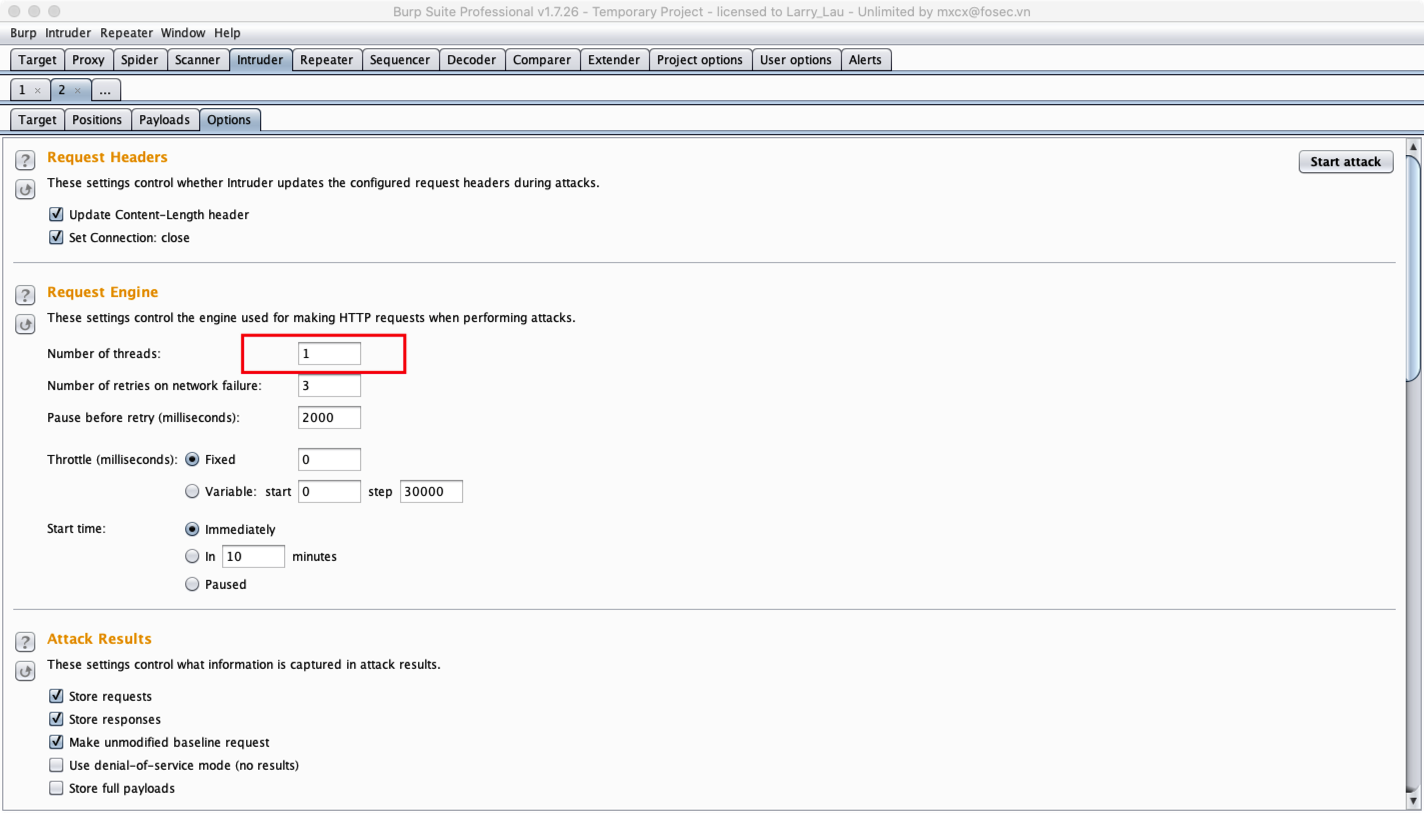 Burp Suite Professional v1.7.26 - Temporary Project - licensed to Larry_Lau - Unlimited by mxcx@fosec.vn
Burp Intruder Repeater Window Help
Target Proxy Spider Scanner Intruder Repeater Sequencer Decoder Comparer Extender Project options User options Alerts
1 × 2 × ...
Target Positions Payloads Options
? Request Headers
Start attack
These settings control whether Intruder updates the configured request headers during attacks.
Update Content-Length header
Set Connection: close
? Request Engine
These settings control the engine used for making HTTP requests when performing attacks.
Number of threads: 1
Number of retries on network failure: 3
Pause before retry (milliseconds): 2000
Throttle (milliseconds): Fixed 0
Variable: start 0 step 30000
Start time: Immediately
In 10 minutes
Paused
? Attack Results
These settings control what information is captured in attack results.
Store requests
Store responses
Make unmodified baseline request
Use denial-of-service mode (no results)
Store full payloads